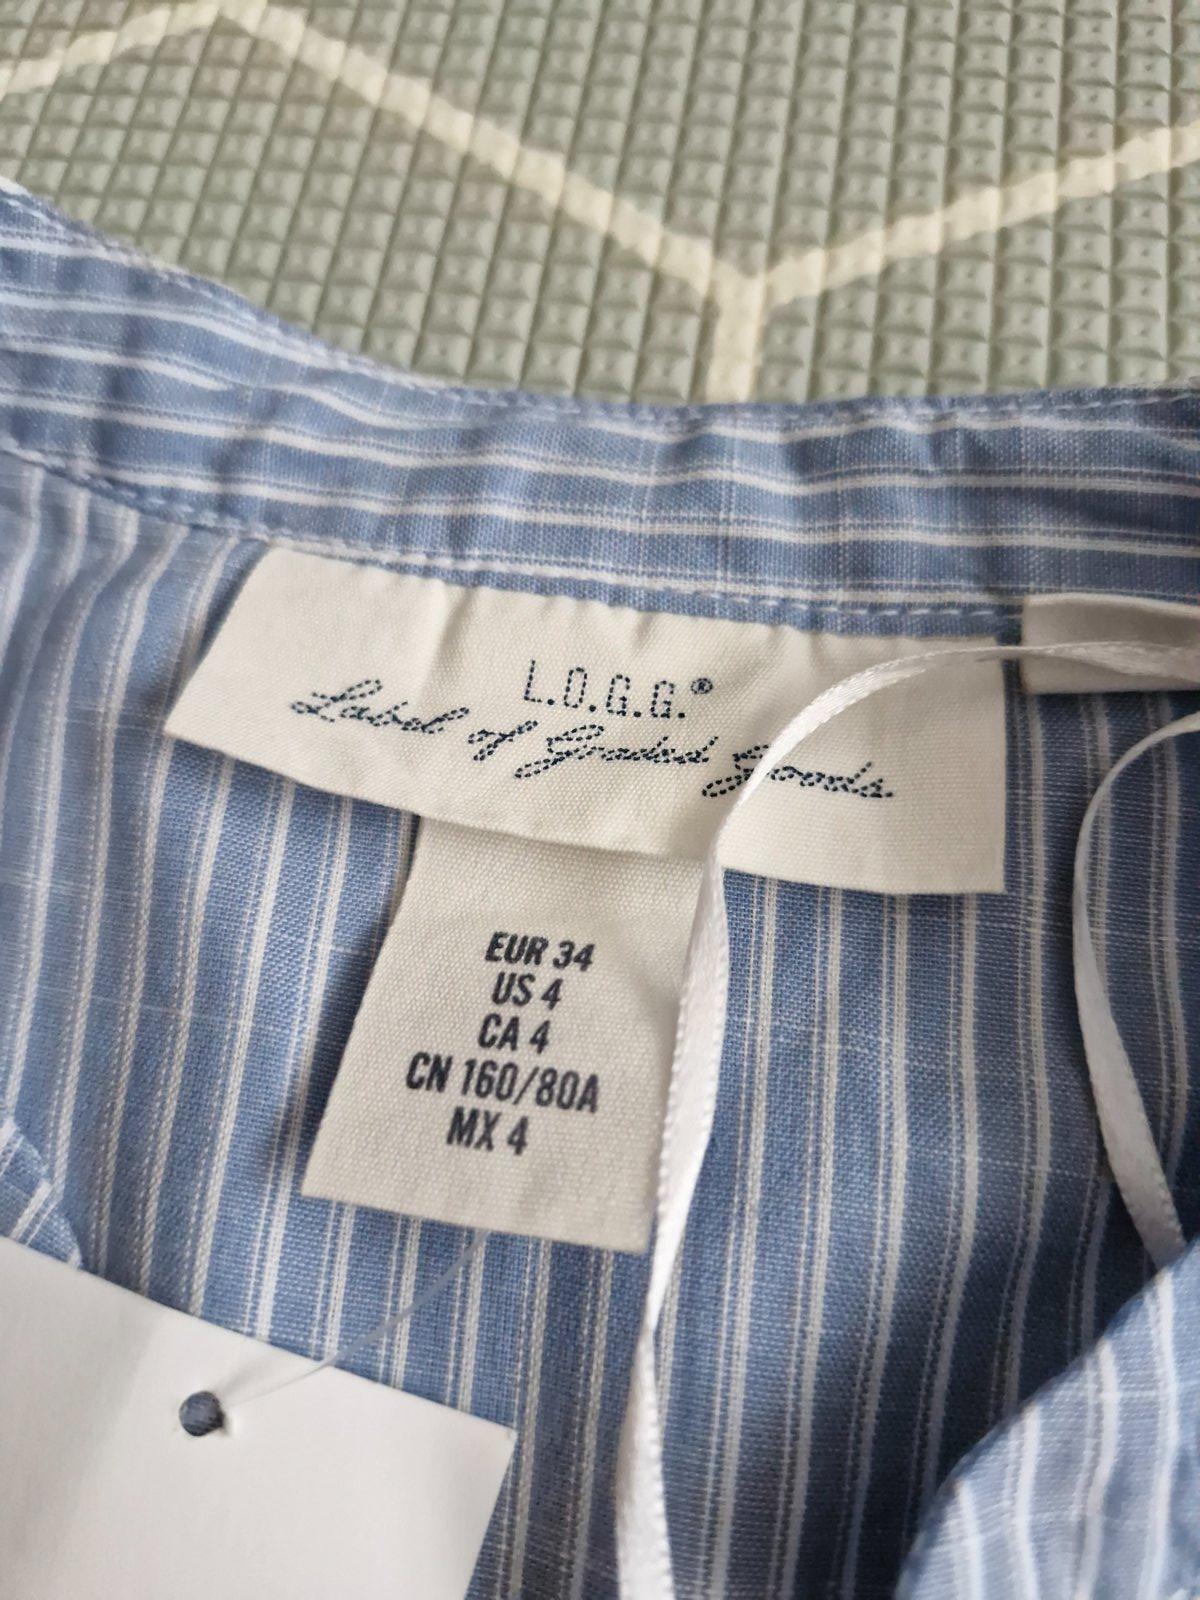 L.O.G.G.®
Label of Graded Goods
EUR 34
US 4
CA 4
CN 160/80A
MX 4